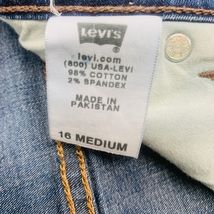 Levi's
levi.com
(800) USA-LEVI
98% COTTON
2% SPANDEX
MADE IN
PAKISTAN
16 MEDIUM